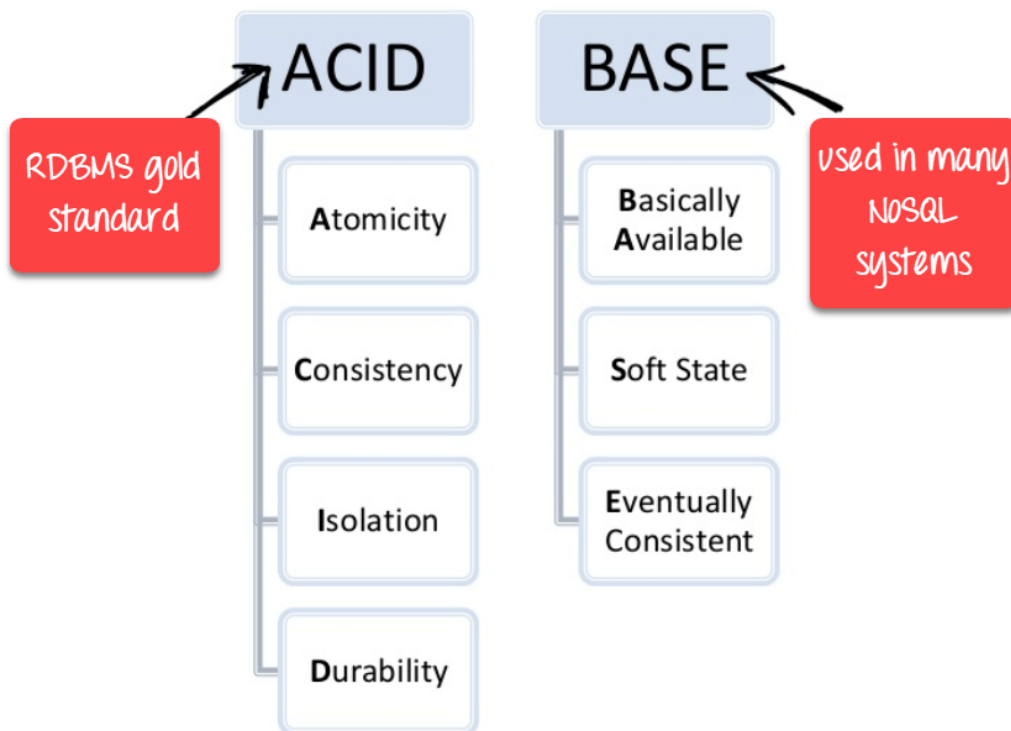 ACID
BASE
RDBMS gold
standard
used in many
NoSQL
systems
Atomicity
Consistency
Isolation
Durability
Basically
Available
Soft State
Eventually
Consistent